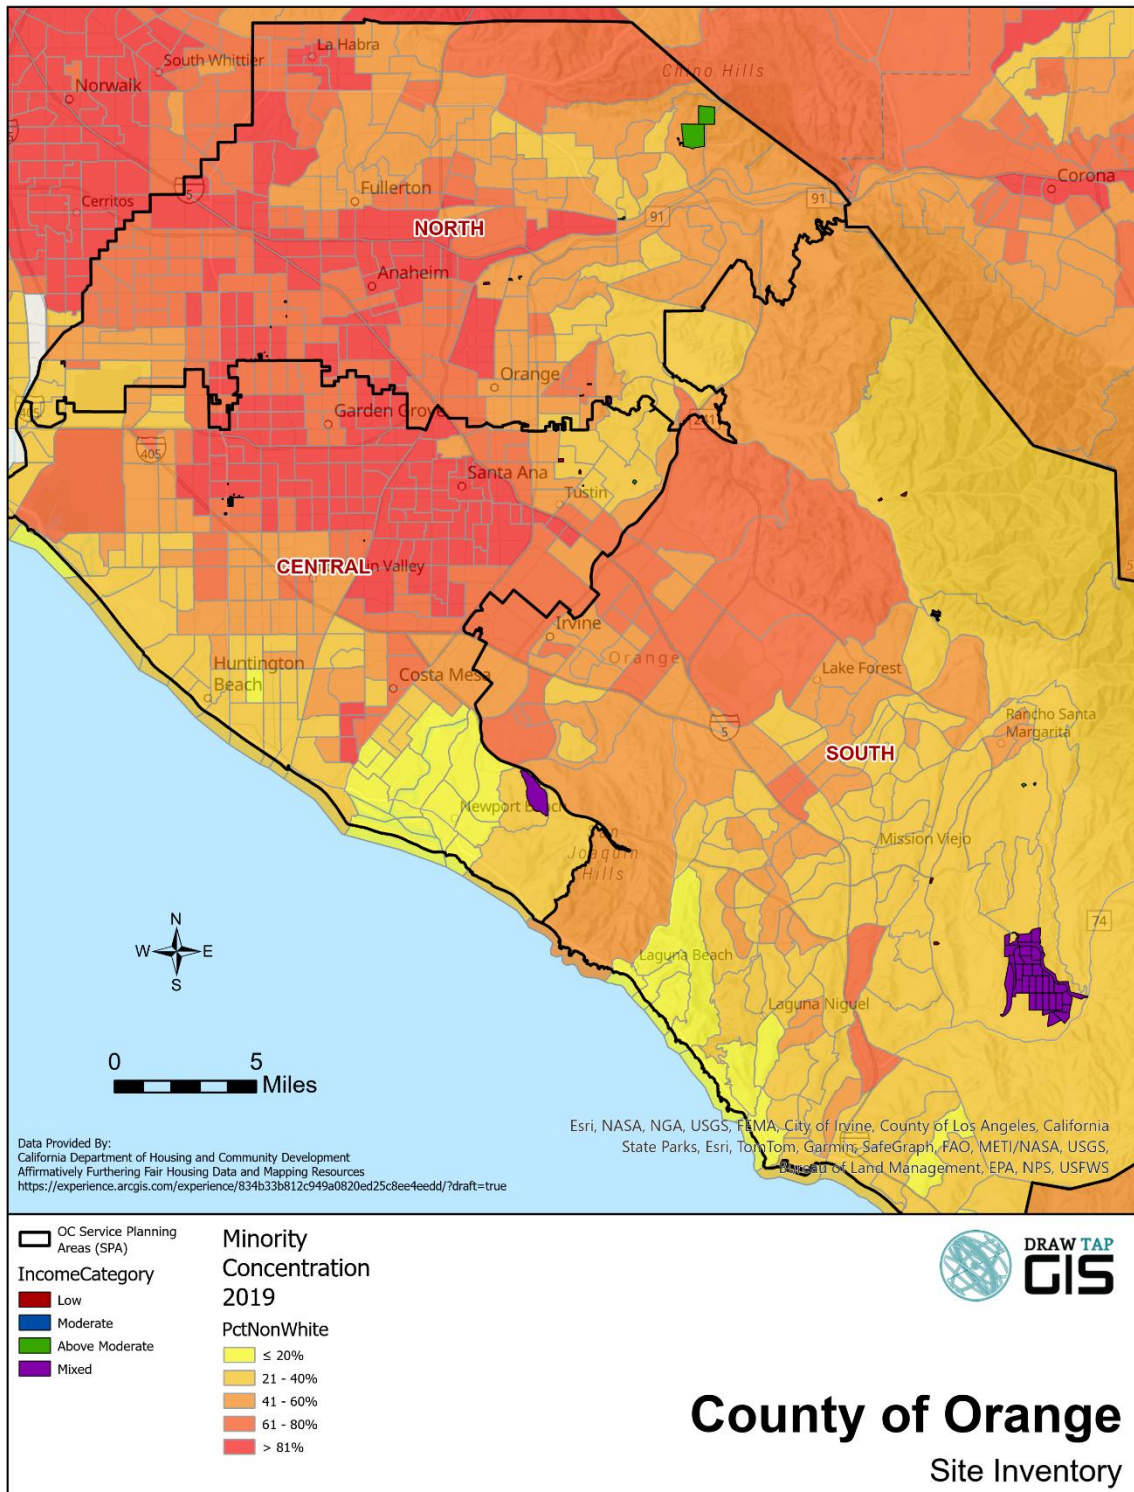 La Habra
South Whittier
Chino Hills
Norwalk
5
Corona
Fullerton
91
Cerritos
91
NORTH
Anaheim
Orange
405
Garden Grove
241
405
Santa Ana
Tustin
CENTRAL
n Valley
Irvine
Orange
Huntington
Beach
Costa Mesa
Lake Forest
Rancho Santa
Margarita
5
SOUTH
Newport Beach
Mission Viejo
Joaquin
Hills
74
N
W E
S
Laguna Beach
Laguna Niguel
0 5
Miles
Esri, NASA, NGA, USGS, FEMA, City of Irvine, County of Los Angeles, California
State Parks, Esri, TomTom, Garmin, SafeGraph, FAO, METI/NASA, USGS,
Bureau of Land Management, EPA, NPS, USFWS
Data Provided By:
California Department of Housing and Community Development
Affirmatively Furthering Fair Housing Data and Mapping Resources
https://experience.arcgis.com/experience/834b33b812c949a0820ed25c8ee4eedd/?draft=true
OC Service Planning
Areas (SPA)
IncomeCategory
Low
Moderate
Above Moderate
Mixed
Minority
Concentration
2019
PctNonWhite
≤ 20%
21 - 40%
41 - 60%
61 - 80%
> 81%
DRAW TAP
GIS
County of Orange
Site Inventory